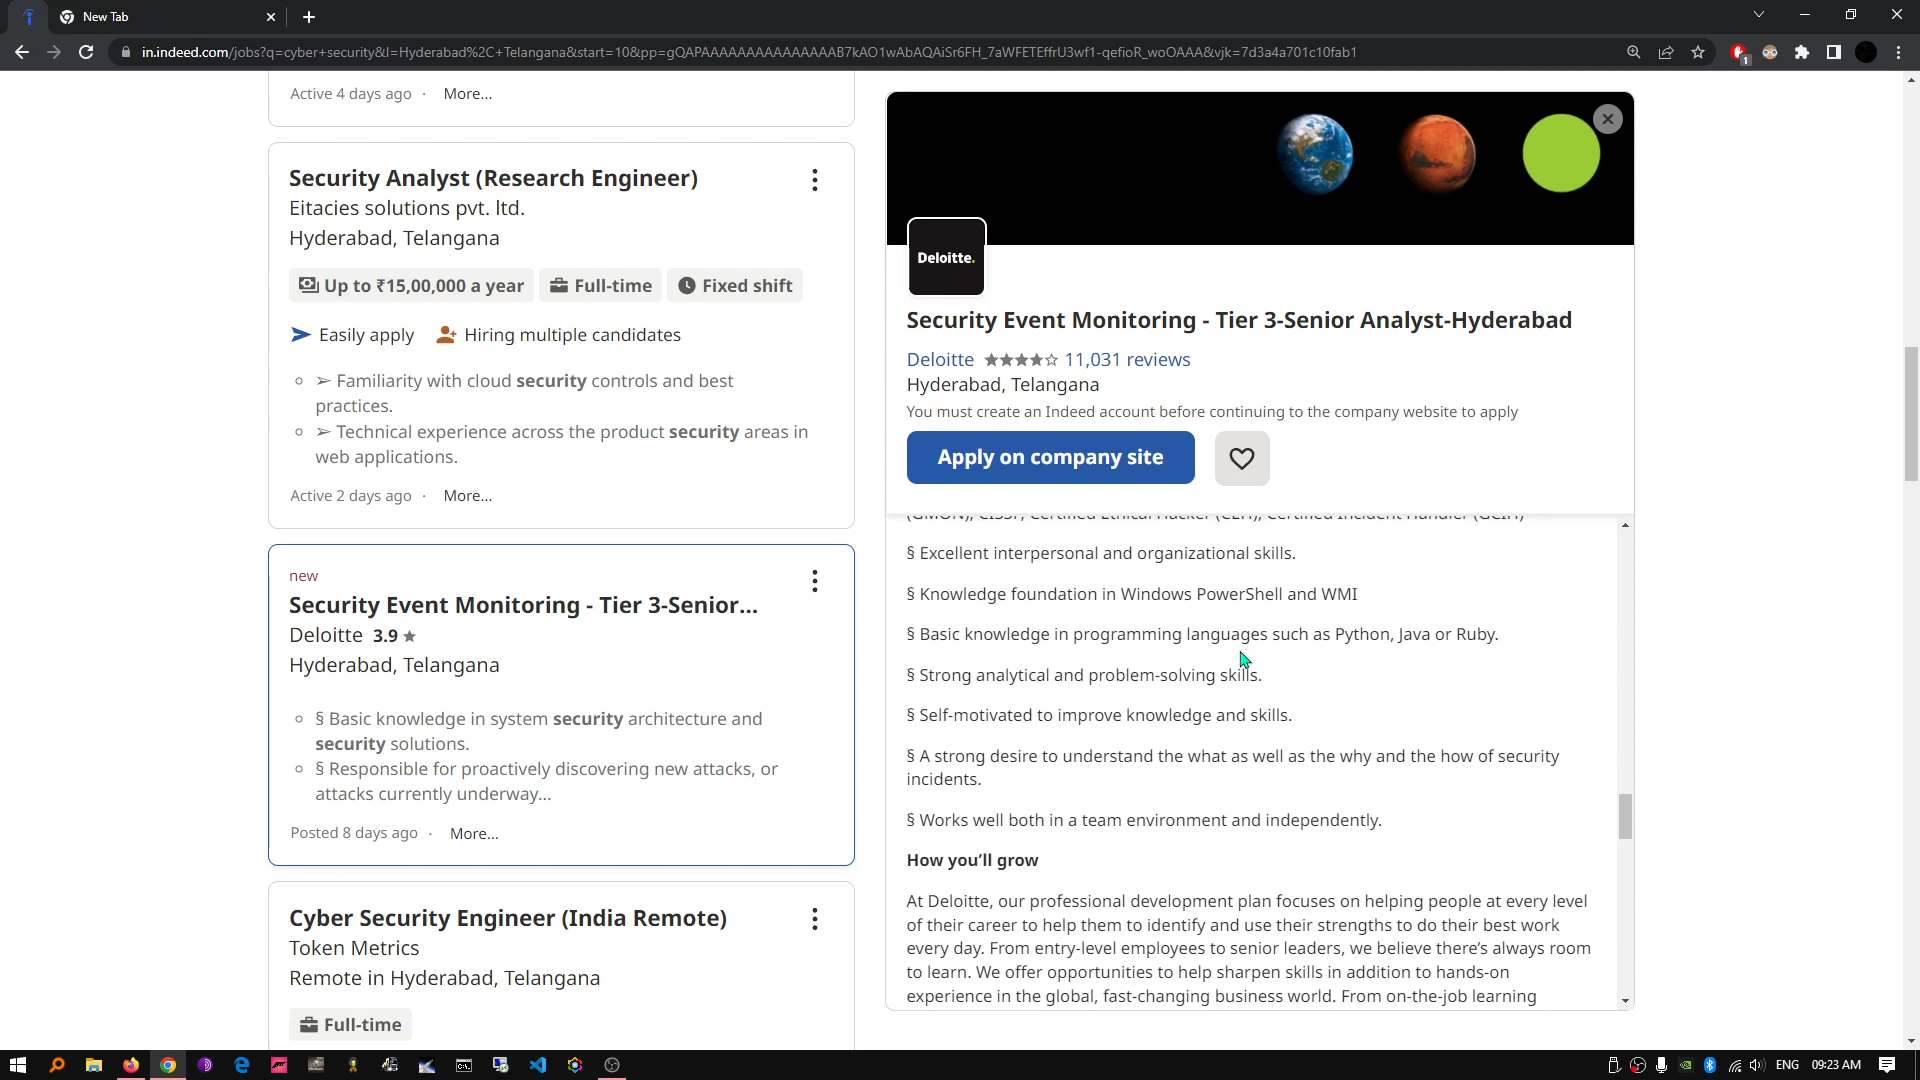 New Tab
in.indeed.com/jobs?q=cyber+security&l=Hyderabad%2C+Telangana&start=10&pp=gQAPAAAAAAAAAAAAAAAB7kAO1wAbAQAiSr6FH_7aWFETEffrU3wf1-qefioR_woOAAA&vjk=7d3a4a701c10fab1
1
Active 4 days ago · More...
Security Analyst (Research Engineer)
Eitacies solutions pvt. ltd.
Hyderabad, Telangana
Up to ₹15,00,000 a year
Full-time
Fixed shift
Easily apply
Hiring multiple candidates
➢ Familiarity with cloud security controls and best
practices.
➢ Technical experience across the product security areas in
web applications.
Active 2 days ago · More...
new
Security Event Monitoring - Tier 3-Senior...
Deloitte 3.9 ★
Hyderabad, Telangana
§ Basic knowledge in system security architecture and
security solutions.
§ Responsible for proactively discovering new attacks, or
attacks currently underway...
Posted 8 days ago · More...
Cyber Security Engineer (India Remote)
Token Metrics
Remote in Hyderabad, Telangana
Full-time
Deloitte.
Security Event Monitoring - Tier 3-Senior Analyst-Hyderabad
Deloitte ★★★★☆ 11,031 reviews
Hyderabad, Telangana
You must create an Indeed account before continuing to the company website to apply
Apply on company site
(GMON), CISSP, Certified Ethical Hacker (CEH), Certified Incident Handler (GCIH)
§ Excellent interpersonal and organizational skills.
§ Knowledge foundation in Windows PowerShell and WMI
§ Basic knowledge in programming languages such as Python, Java or Ruby.
§ Strong analytical and problem-solving skills.
§ Self-motivated to improve knowledge and skills.
§ A strong desire to understand the what as well as the why and the how of security
incidents.
§ Works well both in a team environment and independently.
How you'll grow
At Deloitte, our professional development plan focuses on helping people at every level
of their career to help them to identify and use their strengths to do their best work
every day. From entry-level employees to senior leaders, we believe there's always room
to learn. We offer opportunities to help sharpen skills in addition to hands-on
experience in the global, fast-changing business world. From on-the-job learning
ENG
09:23 AM